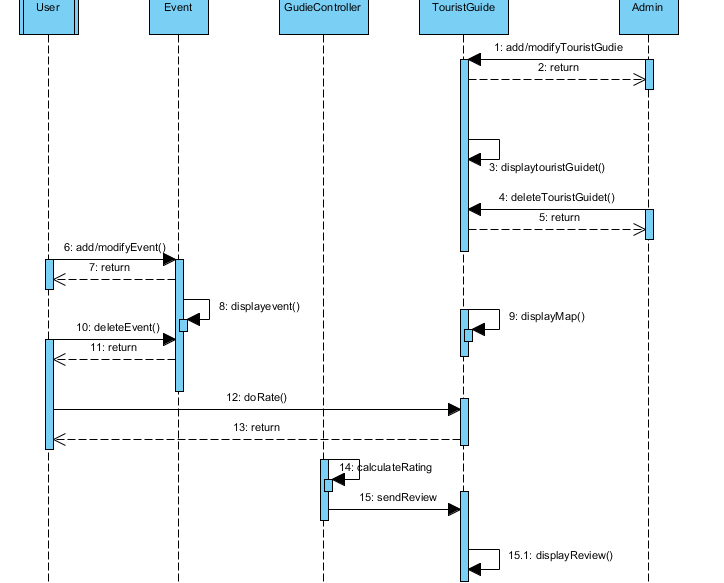 User
Event
GudieController
TouristGuide
Admin
1: add/modifyTouristGudie
2: return
3: displaytouristGuidet()
4: deleteTouristGuidet()
5: return
6: add/modifyEvent()
7: return
8: displayevent()
9: displayMap()
10: deleteEvent()
11: return
12: doRate()
13: return
14: calculateRating
15: sendReview
15.1: displayReview()